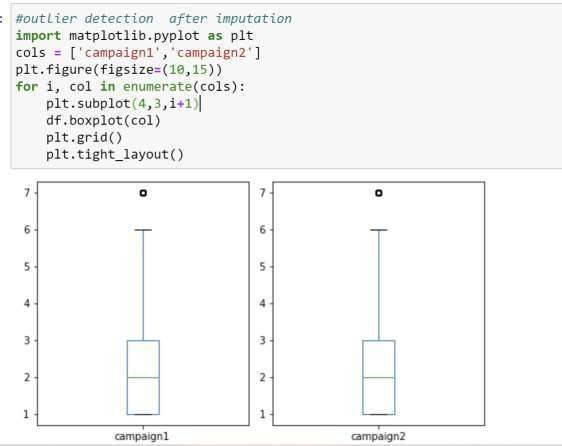 :
#outlier detection  after imputation
import matplotlib.pyplot as plt
cols = ['campaign1','campaign2']
plt.figure(figsize=(10,15))
for i, col in enumerate(cols):
    plt.subplot(4,3,i+1)
    df.boxplot(col)
    plt.grid()
    plt.tight_layout()
7 7
6 6
5 5
4 4
3 3
2 2
1 1
campaign1 campaign2